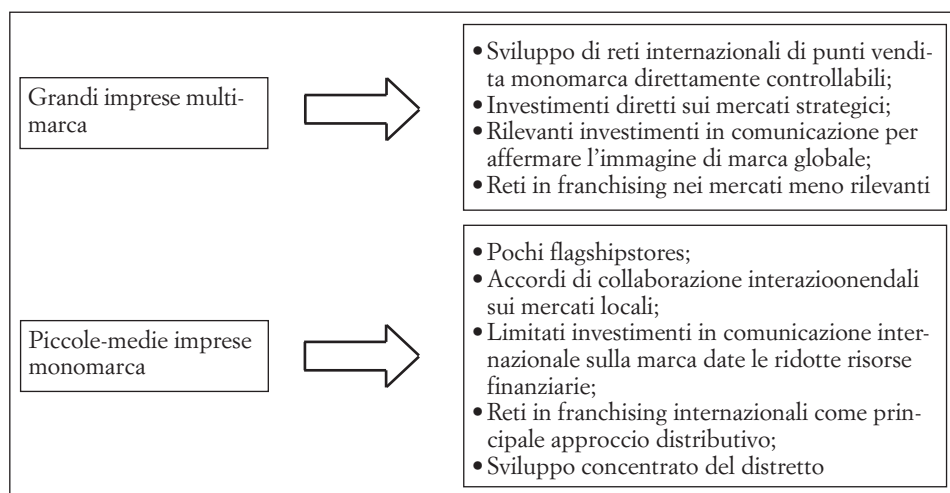 Grandi imprese multi-
marca
• Sviluppo di reti internazionali di punti vendi-
ta monomarca direttamente controllabili;
• Investimenti diretti sui mercati strategici;
• Rilevanti investimenti in comunicazione per
affermare l'immagine di marca globale;
• Reti in franchising nei mercati meno rilevanti
Piccole-medie imprese
monomarca
• Pochi flagshipstores;
• Accordi di collaborazione interazioonendali
sui mercati locali;
• Limitati investimenti in comunicazione inter-
nazionale sulla marca date le ridotte risorse
finanziarie;
• Reti in franchising internazionali come prin-
cipale approccio distributivo;
• Sviluppo concentrato del distretto